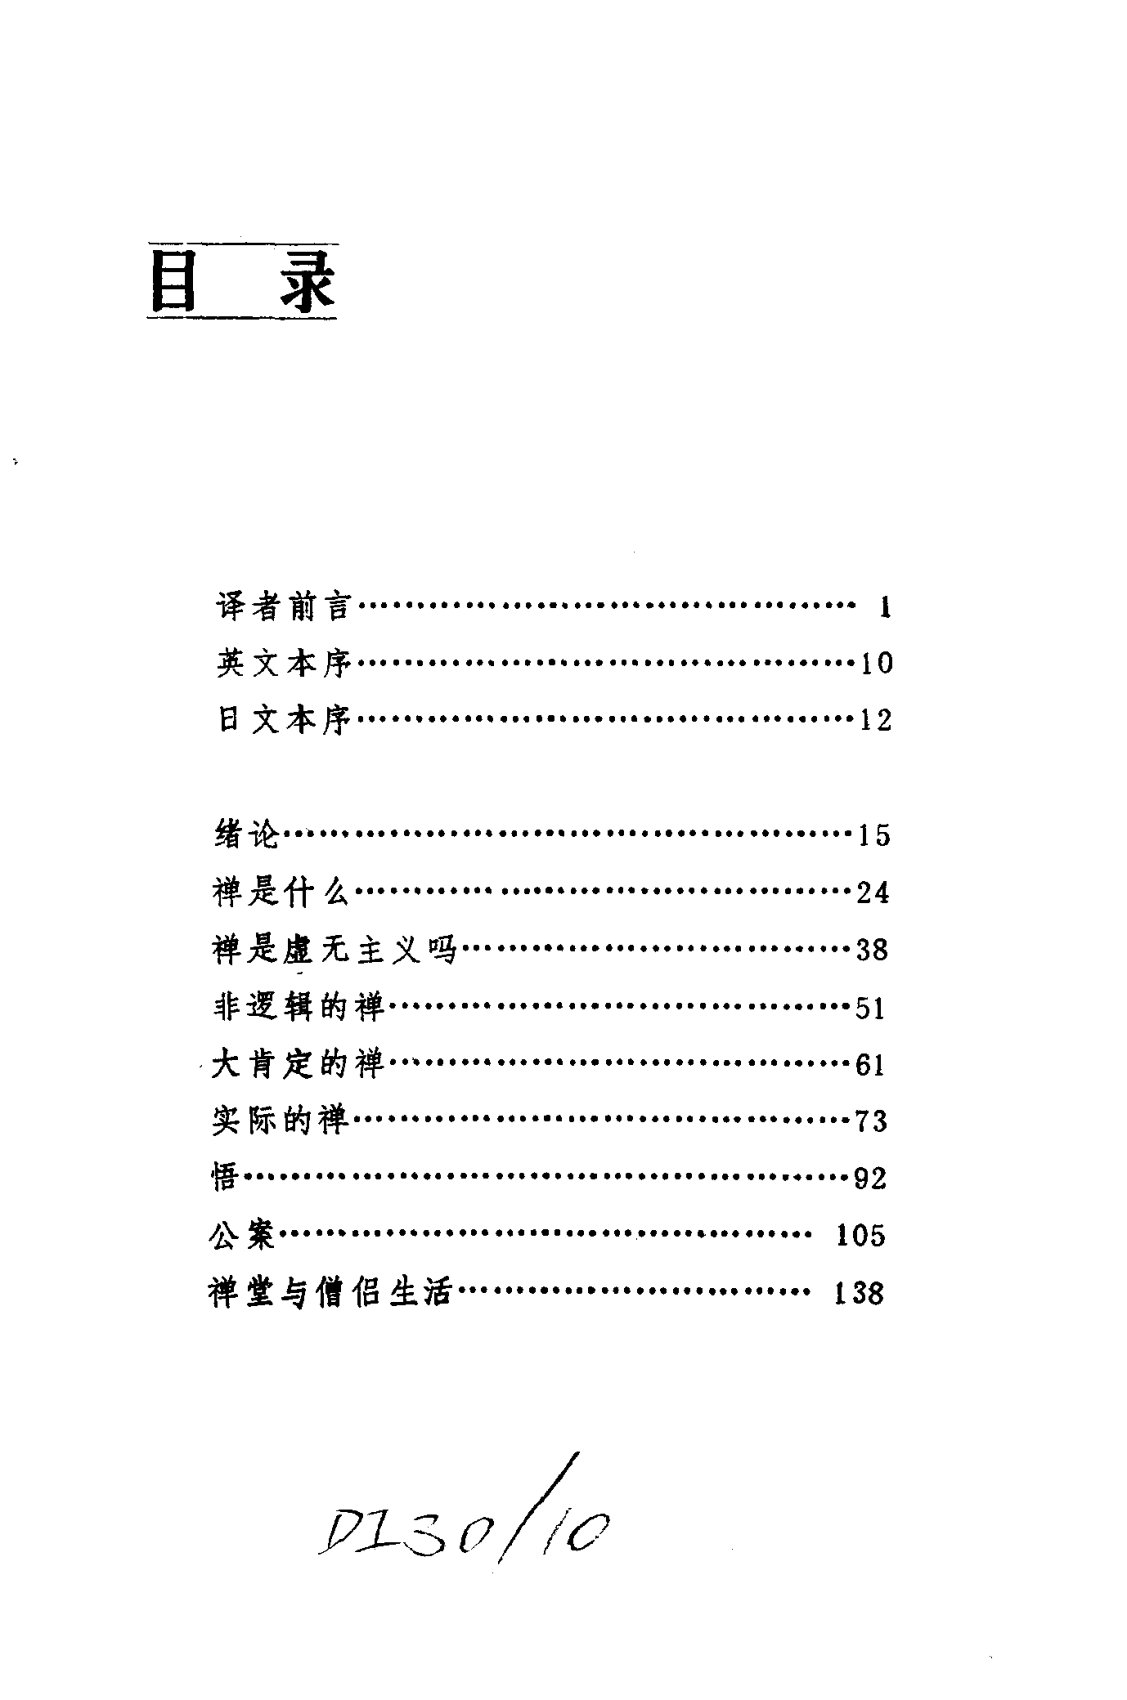 目 录
译者前言…………………………………… 1
英文本序……………………………………10
日文本序……………………………………12
绪论…………………………………………15
禅是什么……………………………………24
禅是虚无主义吗……………………………38
非逻辑的禅…………………………………51
大肯定的禅…………………………………61
实际的禅……………………………………73
悟……………………………………………92
公案……………………………………… 105
禅堂与僧侣生活………………………… 138
D130/10